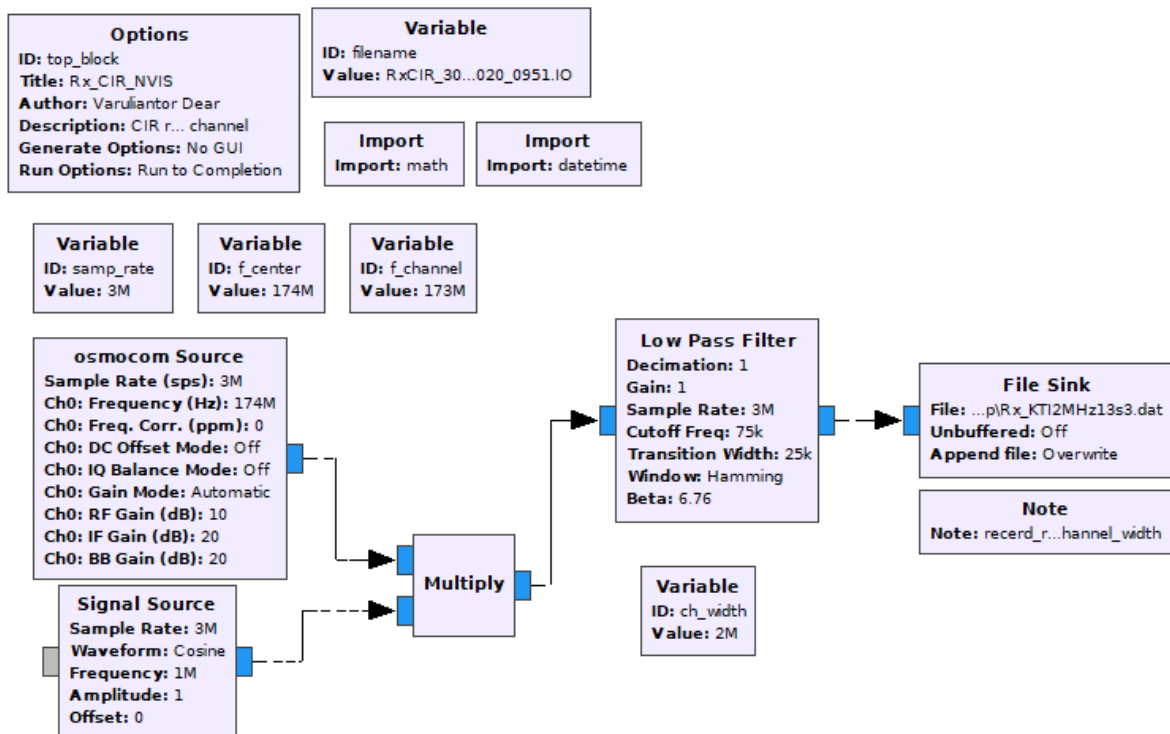 Options
ID: top_block
Title: Rx_CIR_NVIS
Author: Varuliantor Dear
Description: CIR r... channel
Generate Options: No GUI
Run Options: Run to Completion
Variable
ID: filename
Value: RxCIR_30...020_0951.IO
Import
Import: math
Import
Import: datetime
Variable
ID: samp_rate
Value: 3M
Variable
ID: f_center
Value: 174M
Variable
ID: f_channel
Value: 173M
osmocom Source
Sample Rate (sps): 3M
Ch0: Frequency (Hz): 174M
Ch0: Freq. Corr. (ppm): 0
Ch0: DC Offset Mode: Off
Ch0: IQ Balance Mode: Off
Ch0: Gain Mode: Automatic
Ch0: RF Gain (dB): 10
Ch0: IF Gain (dB): 20
Ch0: BB Gain (dB): 20
Signal Source
Sample Rate: 3M
Waveform: Cosine
Frequency: 1M
Amplitude: 1
Offset: 0
Multiply
Low Pass Filter
Decimation: 1
Gain: 1
Sample Rate: 3M
Cutoff Freq: 75k
Transition Width: 25k
Window: Hamming
Beta: 6.76
Variable
ID: ch_width
Value: 2M
File Sink
File: ...p\Rx_KTI2MHz13s3.dat
Unbuffered: Off
Append file: Overwrite
Note
Note: recerd_r...hannel_width